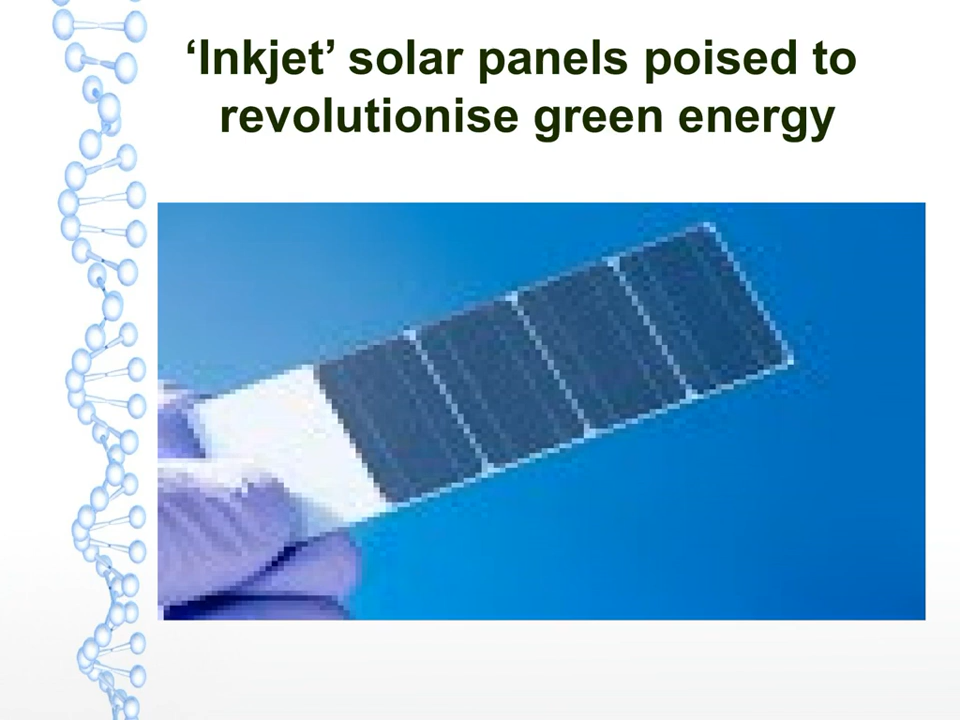 ‘Inkjet’ solar panels poised to
revolutionise green energy